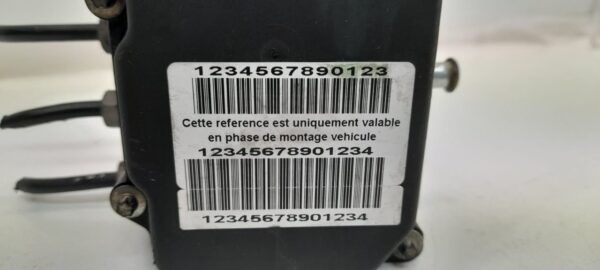 1234567890123
Cette reference est uniquement valable
en phase de montage vehicule
12345678901234
12345678901234